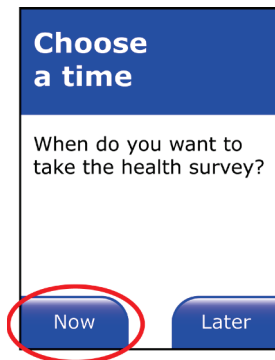 Choose
a time
When do you want to
take the health survey?
Now
Later